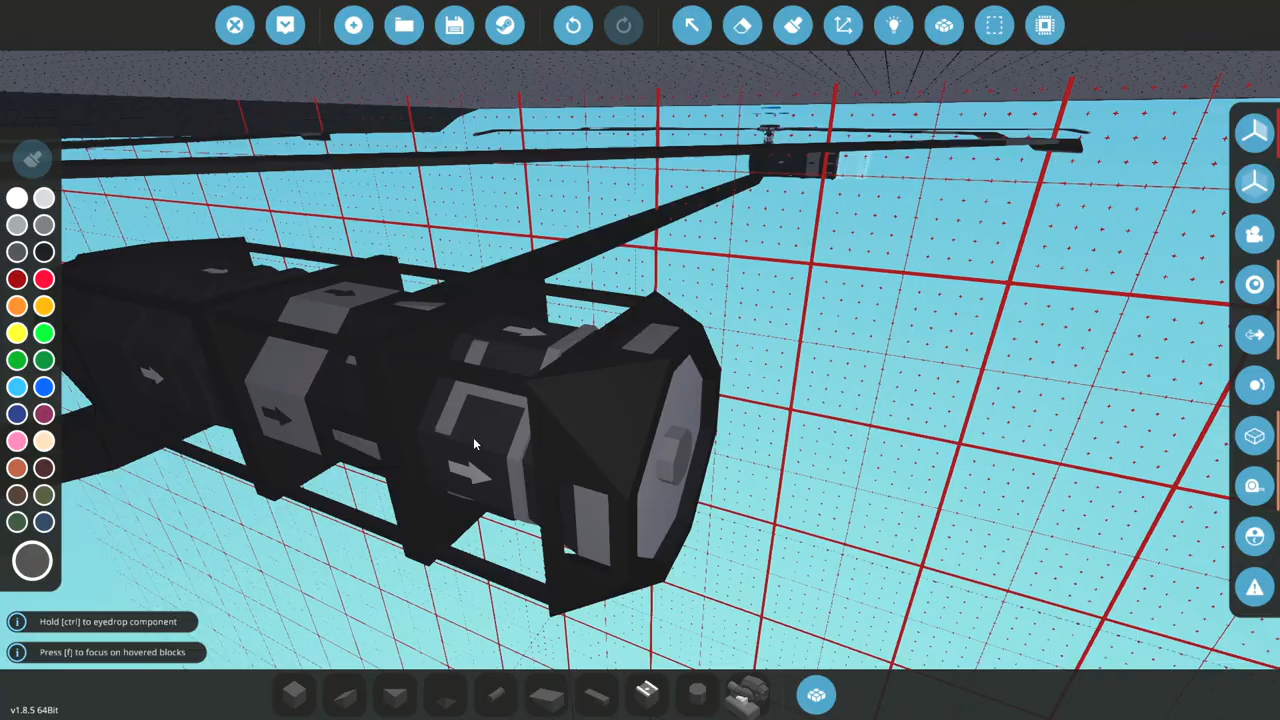 Hold [ctrl] to eyedrop component
Press [f] to focus on hovered blocks
v1.8.5 64Bit